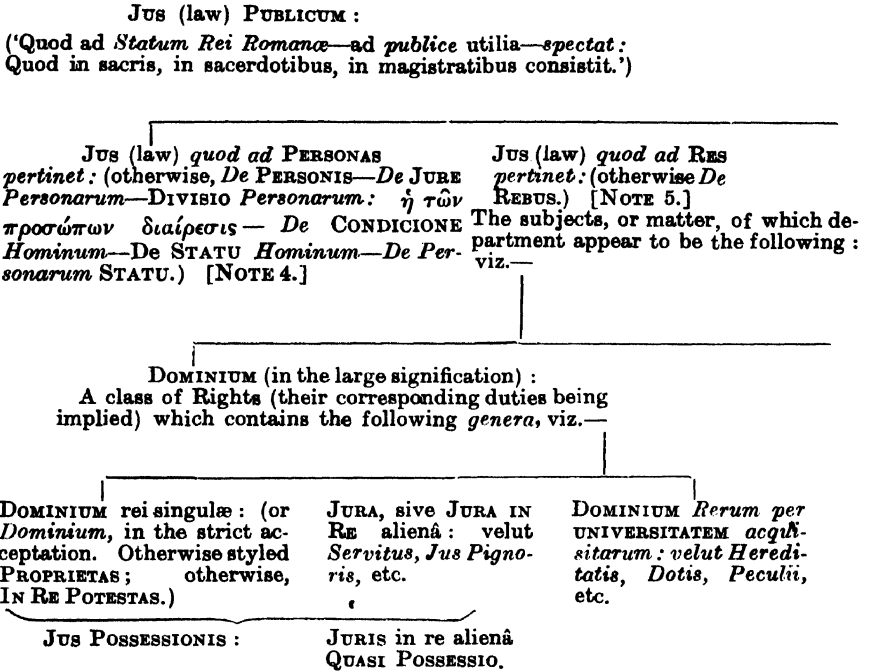 JUS (law) PUBLICUM :
('Quod ad Statum Rei Romanæ—ad publice utilia—spectat :
Quod in sacris, in sacerdotibus, in magistratibus consistit.')
JUS (law) quod ad PERSONAS
pertinet : (otherwise, De PERSONIS—De JURE
Personarum—DIVISIO Personarum : ἡ τῶν
προσώπων διαίρεσις — De CONDICIONE
Hominum—De STATU Hominum—De Per-
sonarum STATU.) [NOTE 4.]
JUS (law) quod ad RES
pertinet : (otherwise De
REBUS.) [NOTE 5.]
The subjects, or matter, of which de-
partment appear to be the following :
viz.—
DOMINIUM (in the large signification) :
A class of Rights (their corresponding duties being
implied) which contains the following genera, viz.—
DOMINIUM rei singulæ : (or
Dominium, in the strict ac-
ceptation. Otherwise styled
PROPRIETAS ; otherwise,
IN RE POTESTAS.)
JURA, sive JURA IN
RE alienâ : velut
Servitus, Jus Pigno-
ris, etc.
DOMINIUM Rerum per
UNIVERSITATEM acqui-
sitarum : velut Heredi-
tatis, Dotis, Peculii,
etc.
JUS POSSESSIONIS :
JURIS in re alienâ
QUASI POSSESSIO.